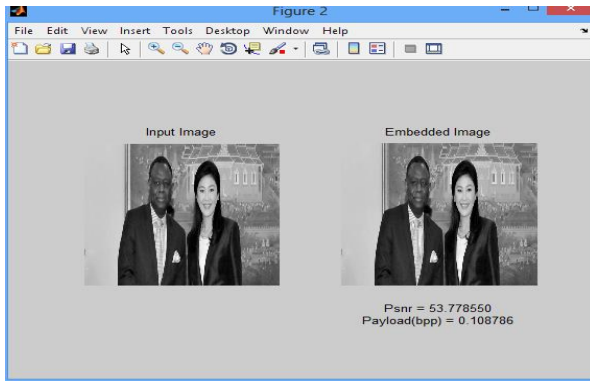 Figure 2
File Edit View Insert Tools Desktop Window Help
Input Image
Embedded Image
Psnr = 53.778550
Payload(bpp) = 0.108786